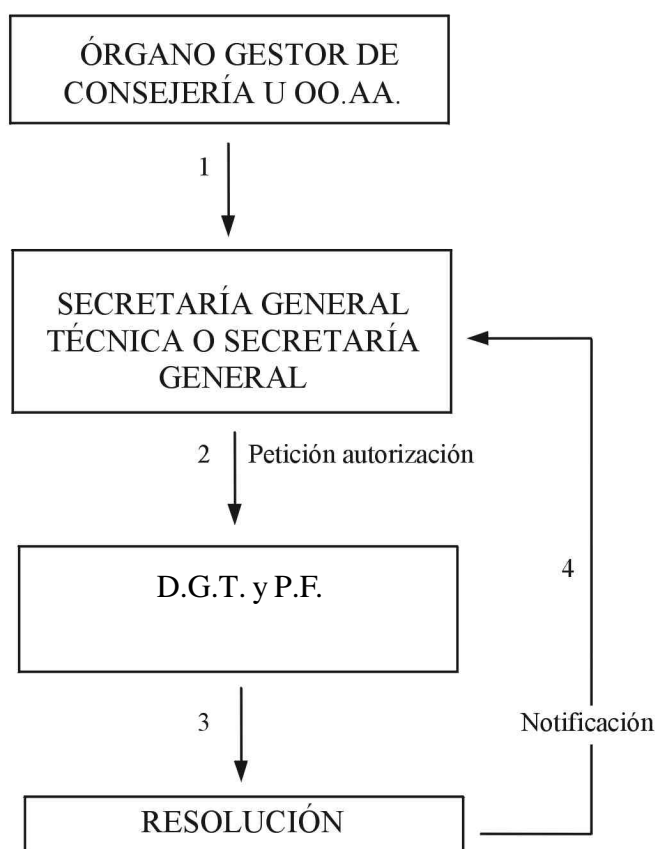 ÓRGANO GESTOR DE
CONSEJERÍA U OO.AA.
1
SECRETARÍA GENERAL
TÉCNICA O SECRETARÍA
GENERAL
2 Petición autorización
D.G.T. y P.F.
4
3
Notificación
RESOLUCIÓN